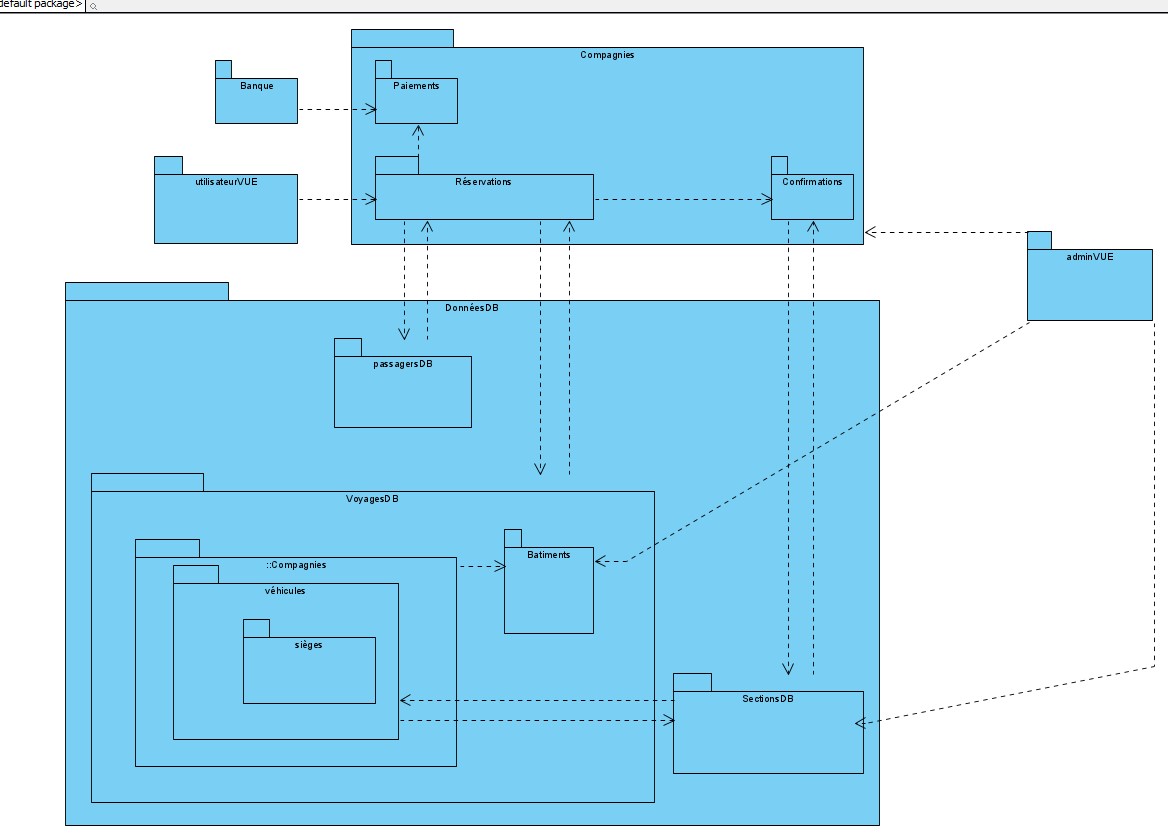 default package>
Compagnies
Banque
Paiements
utilisateurVUE
Réservations
Confirmations
adminVUE
DonnéesDB
passagersDB
VoyagesDB
Batiments
::Compagnies
véhicules
sièges
SectionsDB